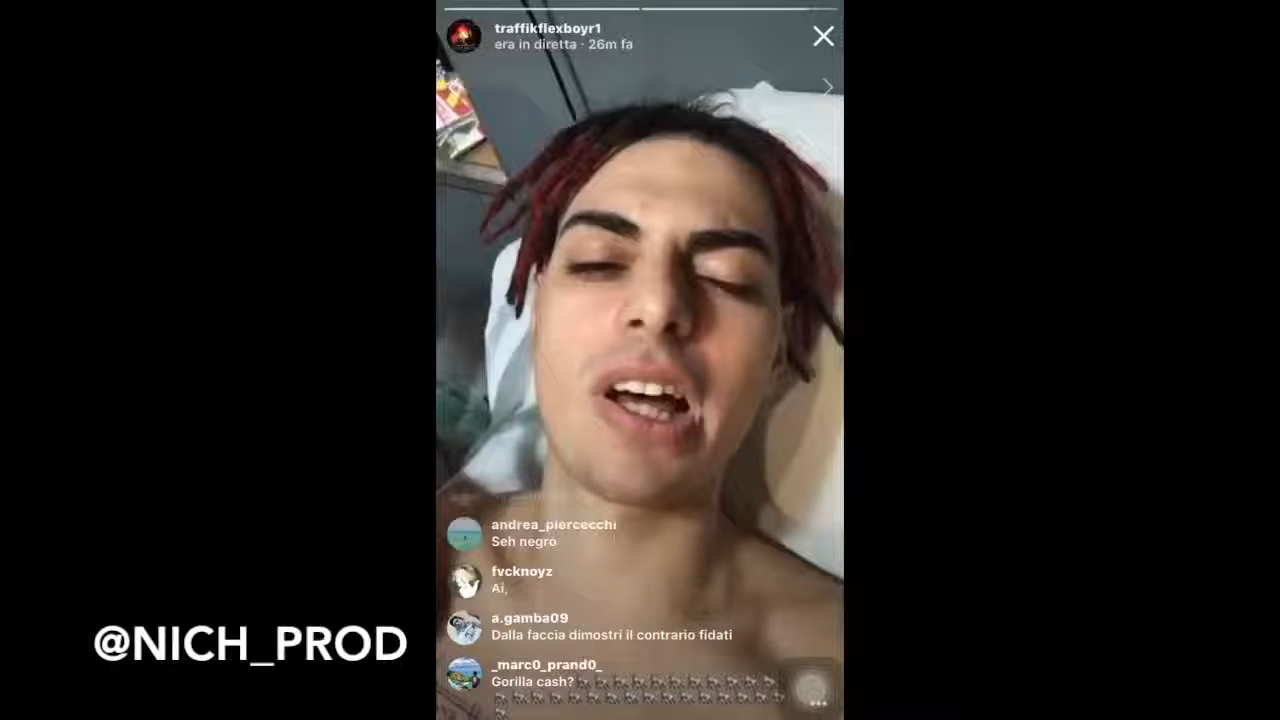 traffikflexboyr1
era in diretta · 26m fa
andrea_piercecchi
Seh negro
fvcknoyz
Ai,
a.gamba09
Dalla faccia dimostri il contrario fidati
_marc0_prand0_
Gorilla cash?
@NICH_PROD